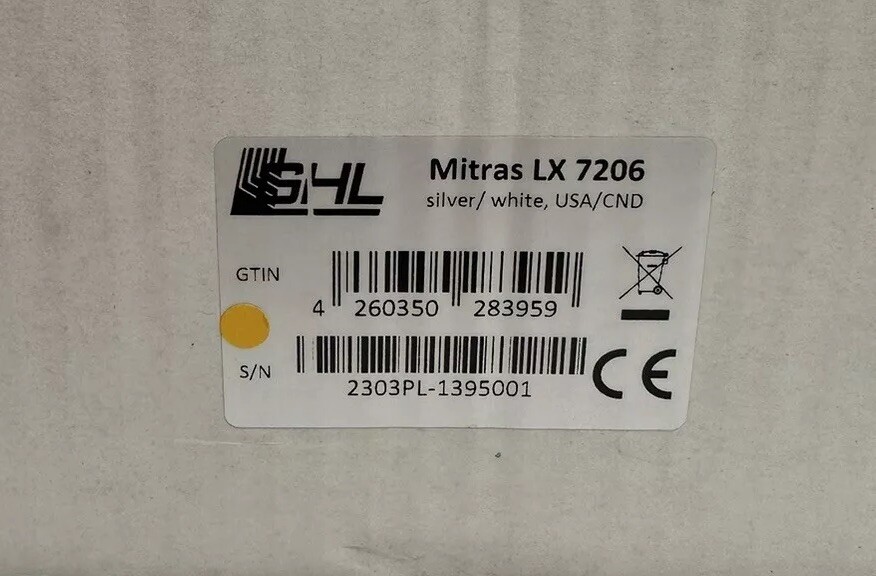 GHL
Mitras LX 7206
silver/ white, USA/CND
GTIN
4 260350 283959
S/N
2303PL-1395001
CE